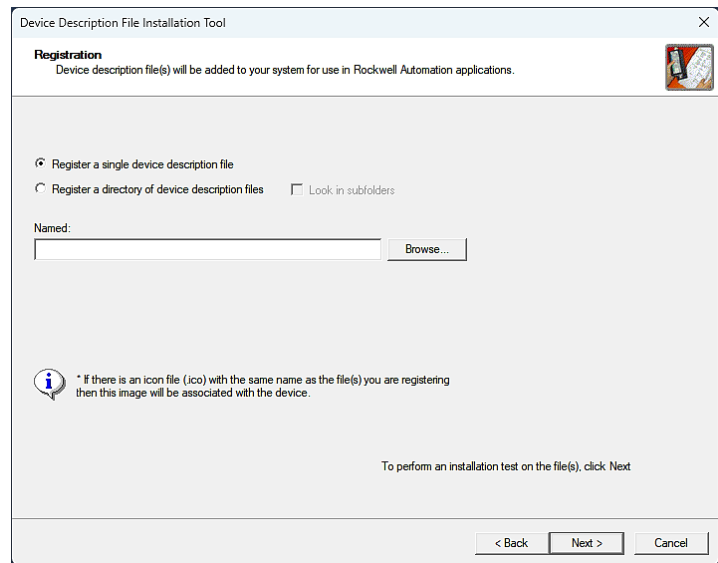 Device Description File Installation Tool
Registration
Device description file(s) will be added to your system for use in Rockwell Automation applications.
Register a single device description file
Register a directory of device description files
Look in subfolders
Named:
Browse...
* If there is an icon file (.ico) with the same name as the file(s) you are registering
then this image will be associated with the device.
To perform an installation test on the file(s), click Next
< Back
Next >
Cancel